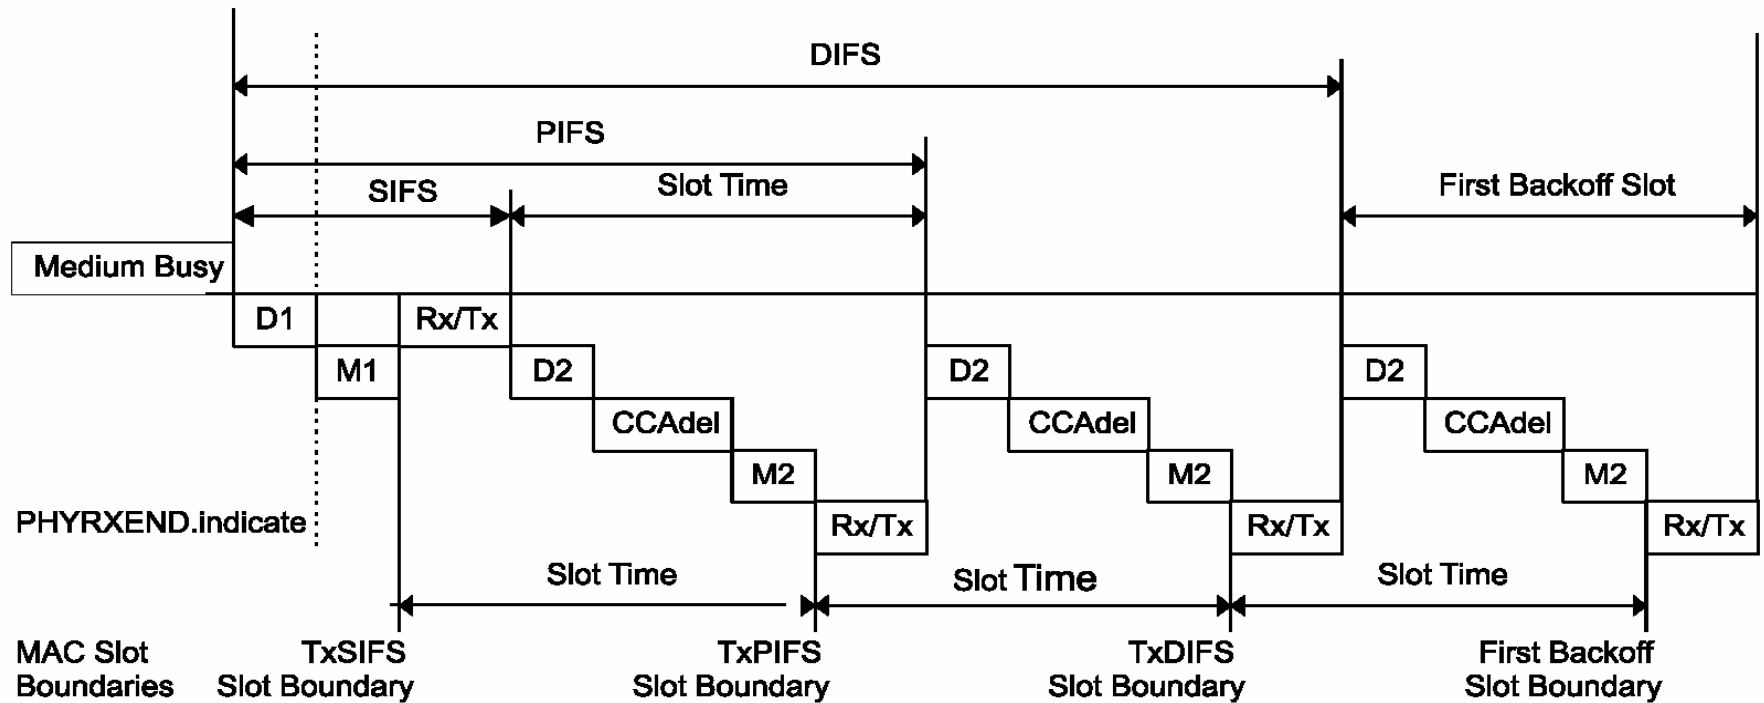 DIFS
PIFS
SIFS
Slot Time
First Backoff Slot
Medium Busy
D1
Rx/Tx
M1
D2
D2
D2
CCAdel
CCAdel
CCAdel
M2
M2
M2
PHYRXEND.indicate
Rx/Tx
Rx/Tx
Rx/Tx
Slot Time
Slot Time
Slot Time
MAC Slot
Boundaries
TxSIFS
Slot Boundary
TxPIFS
Slot Boundary
TxDIFS
Slot Boundary
First Backoff
Slot Boundary